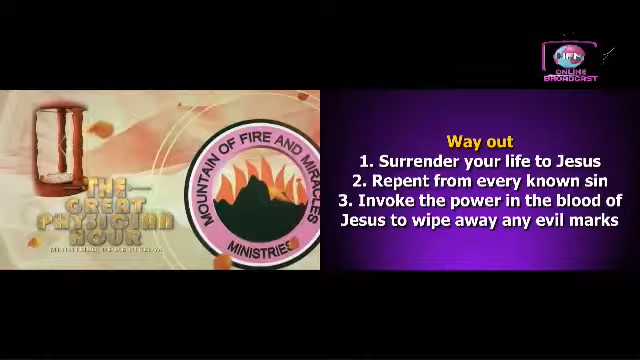 MFM
ONLINE
BROADCAST
THE
GREAT
PHYSICIAN
HOUR
MOUNTAIN OF FIRE AND MIRACLES
MINISTRIES
Way out
1. Surrender your life to Jesus
2. Repent from every known sin
3. Invoke the power in the blood of
Jesus to wipe away any evil marks